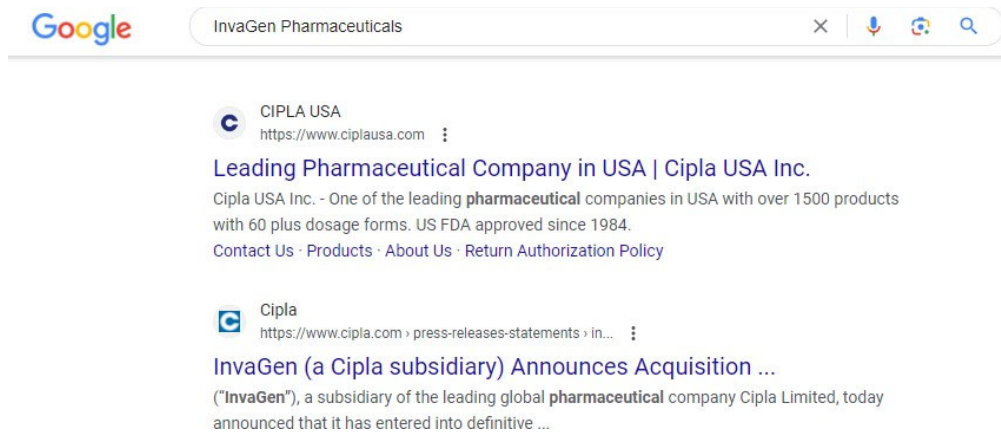 Google
InvaGen Pharmaceuticals
CIPLA USA
https://www.ciplausa.com
Leading Pharmaceutical Company in USA | Cipla USA Inc.
Cipla USA Inc. - One of the leading pharmaceutical companies in USA with over 1500 products
with 60 plus dosage forms. US FDA approved since 1984.
Contact Us · Products · About Us · Return Authorization Policy
Cipla
https://www.cipla.com › press-releases-statements › in...
InvaGen (a Cipla subsidiary) Announces Acquisition ...
("InvaGen"), a subsidiary of the leading global pharmaceutical company Cipla Limited, today
announced that it has entered into definitive ...